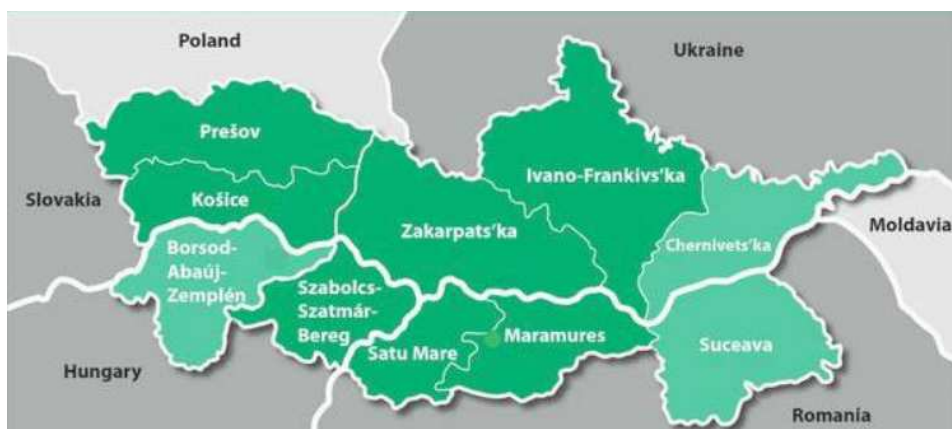 Poland
Ukraine
Prešov
Ivano-Frankivs'ka
Slovakia
Košice
Moldavia
Zakarpats'ka
Chernivets'ka
Borsod-
Abaúj-
Zemplén
Szabolcs-
Szatmár-
Bereg
Satu Mare
Maramures
Suceava
Hungary
Romania